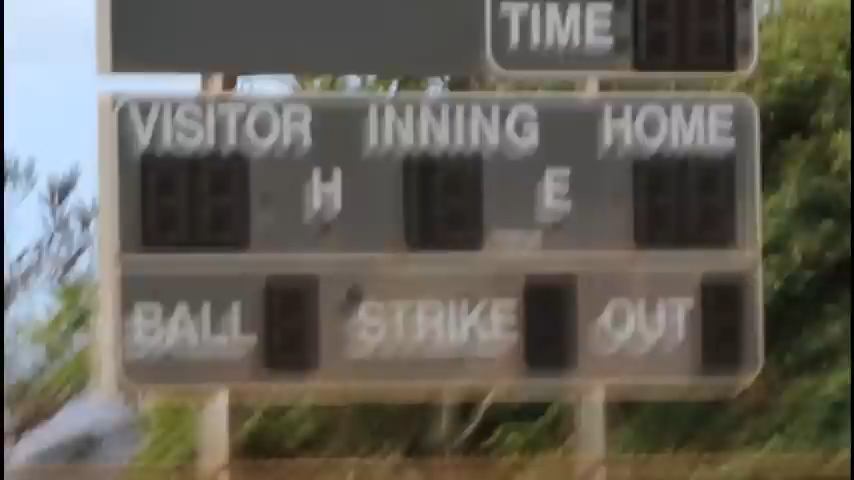 TIME
VISITOR INNING HOME
H E
BALL STRIKE OUT